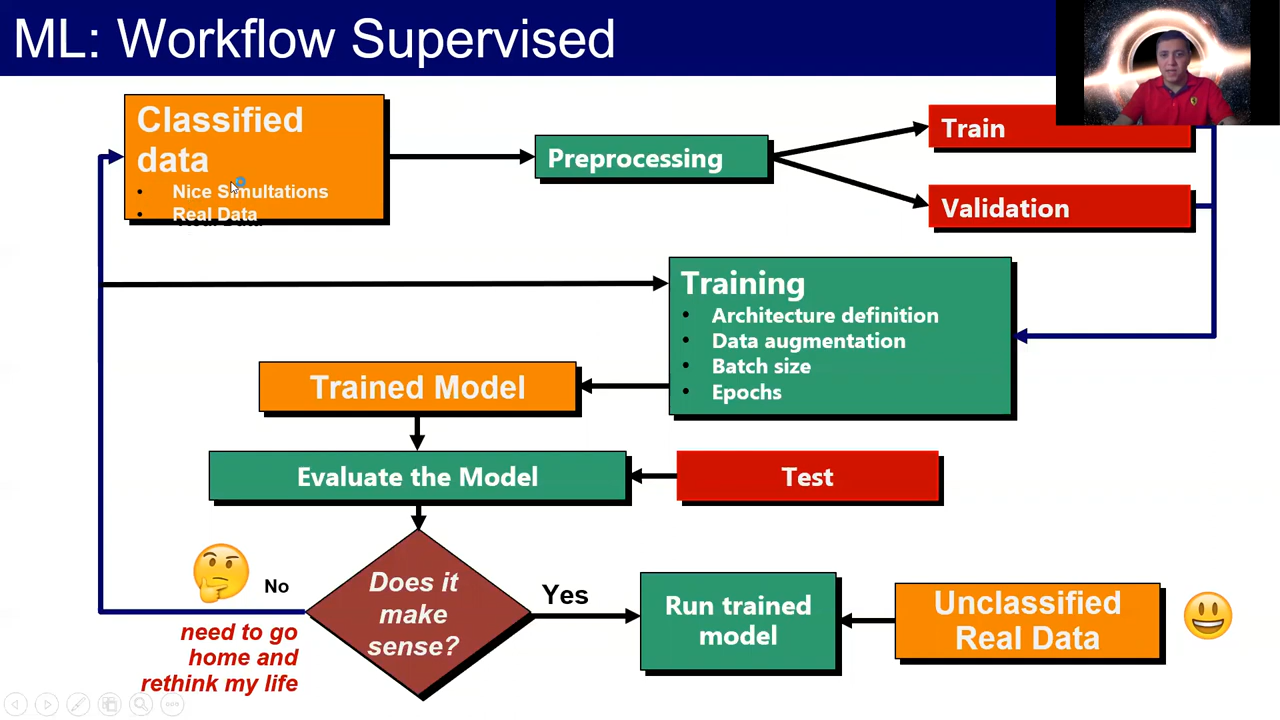 ML: Workflow Supervised
Classified
data
• Nice Simultations
• Real Data
Preprocessing
Train
Validation
Training
• Architecture definition
• Data augmentation
• Batch size
• Epochs
Trained Model
Evaluate the Model
Test
Does it
make
sense?
No
need to go
home and
rethink my life
Yes
Run trained
model
Unclassified
Real Data